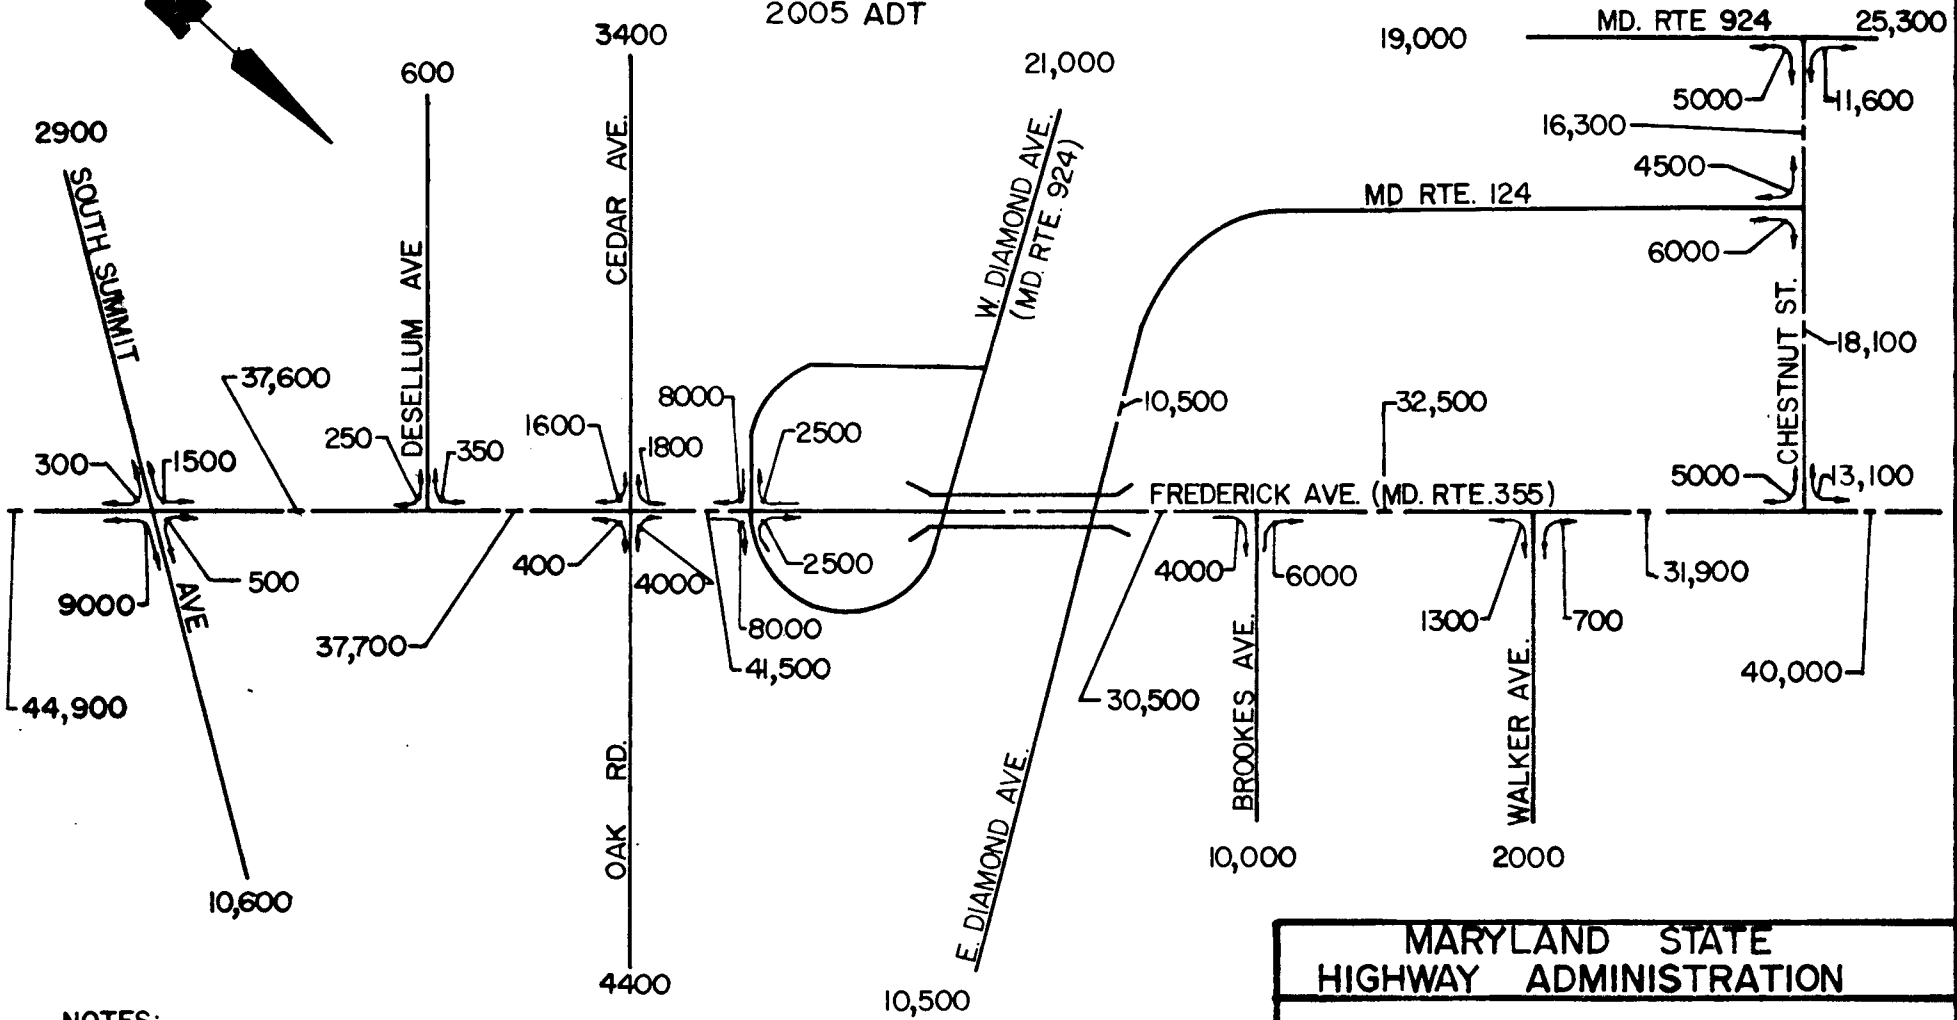 2005 ADT
3400
MD. RTE 924
25,300
19,000
21,000
600
5000
11,600
2900
16,300
4500
SOUTH SUMMIT
AVE
DESELLUM AVE
CEDAR AVE.
W. DIAMOND AVE.
(MD. RTE. 924)
MD RTE. 124
6000
CHESTNUT ST.
18,100
37,600
8000
10,500
32,500
1600
1800
2500
250
350
300
1500
5000
13,100
FREDERICK AVE. (MD. RTE. 355)
400
4000
2500
4000
6000
31,900
500
9000
8000
1300
700
37,700
41,500
40,000
44,900
30,500
OAK RD.
E. DIAMOND AVE.
BROOKES AVE.
WALKER AVE.
10,600
10,000
2000
4400
10,500
MARYLAND STATE
HIGHWAY ADMINISTRATION
NOTES: